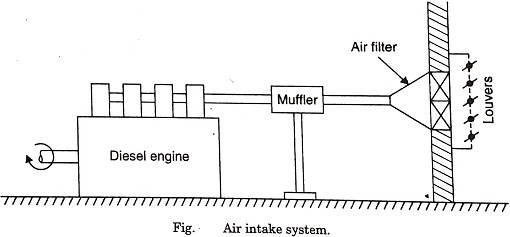 Air filter
Muffler
Louvers
Diesel engine
Fig. Air intake system.